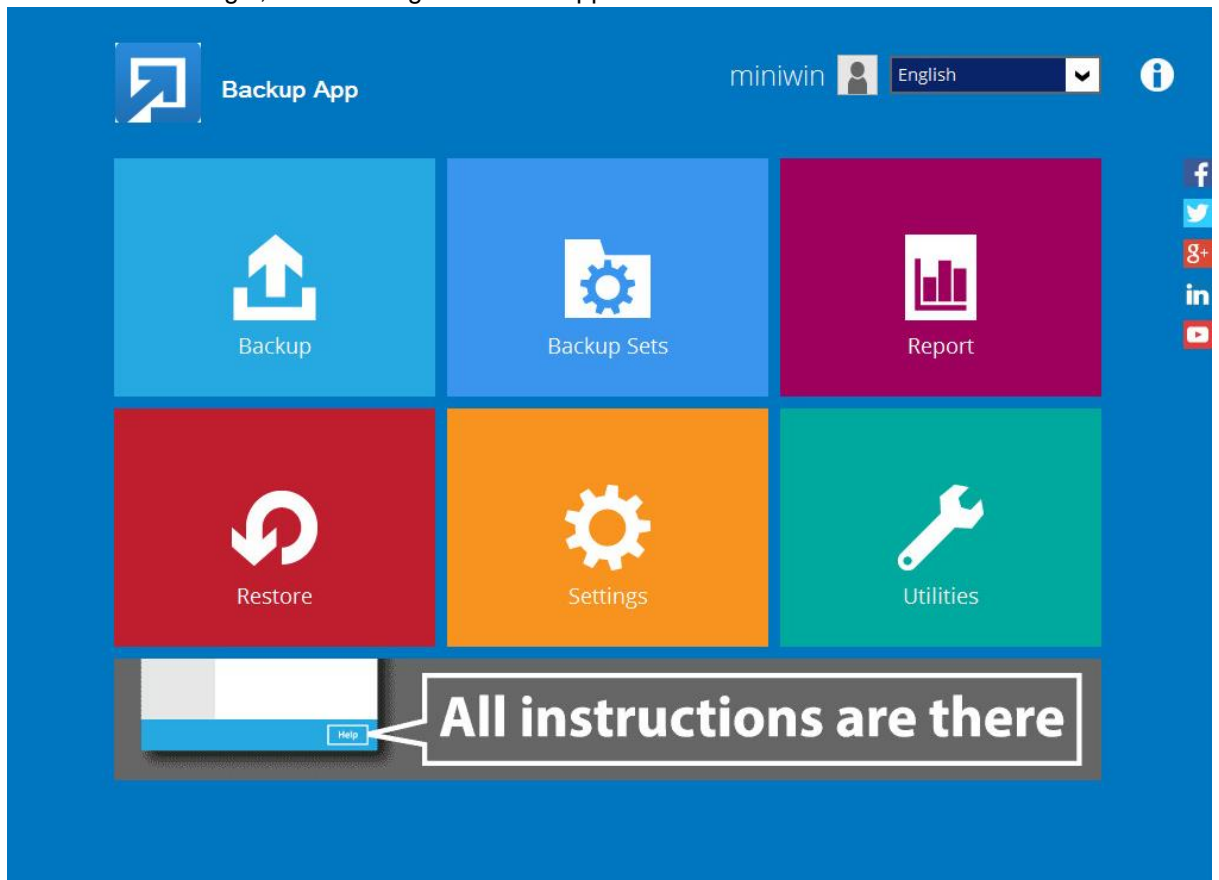 Backup App
miniwin
English
Backup
Backup Sets
Report
Restore
Settings
Utilities
Help
All instructions are there